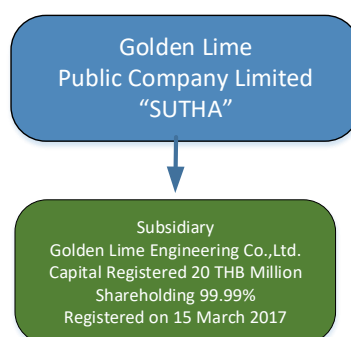 Golden Lime
Public Company Limited
“SUTHA”
Subsidiary
Golden Lime Engineering Co.,Ltd.
Capital Registered 20 THB Million
Shareholding 99.99%
Registered on 15 March 2017